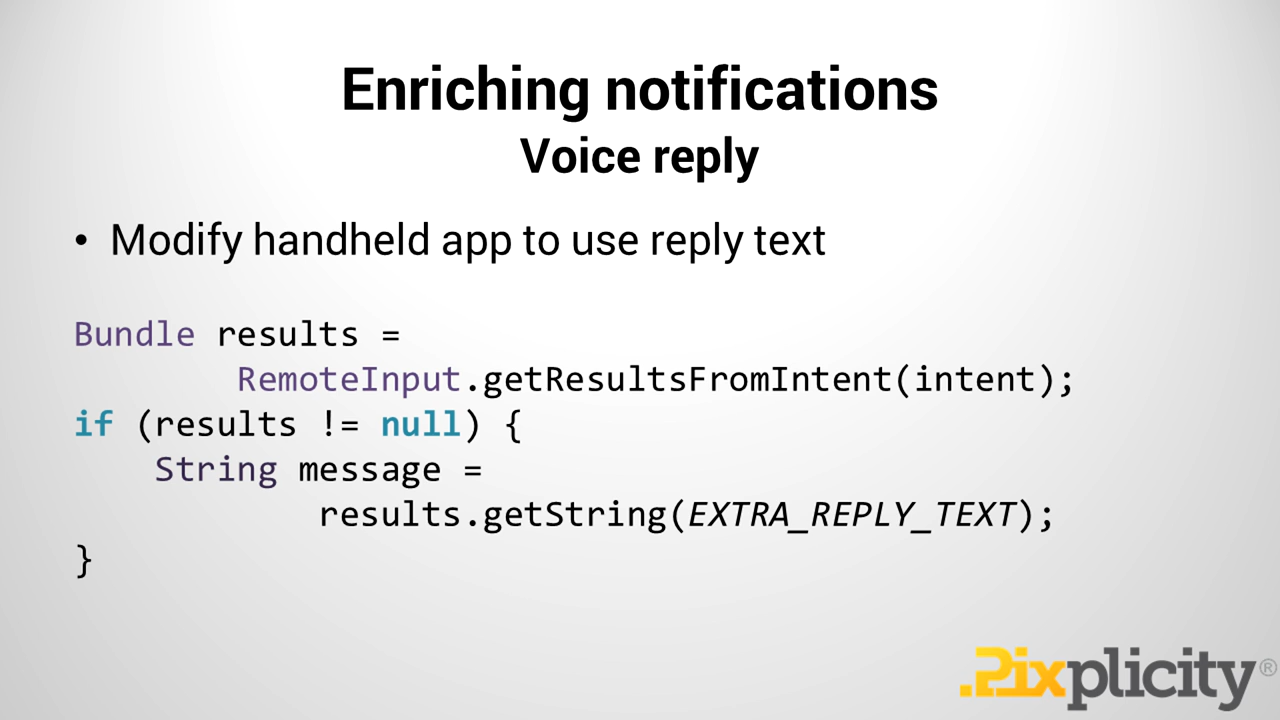 Enriching notifications
Voice reply
• Modify handheld app to use reply text
Bundle results =
        RemoteInput.getResultsFromIntent(intent);
if (results != null) {
    String message =
            results.getString(EXTRA_REPLY_TEXT);
}
.Pixplicity®